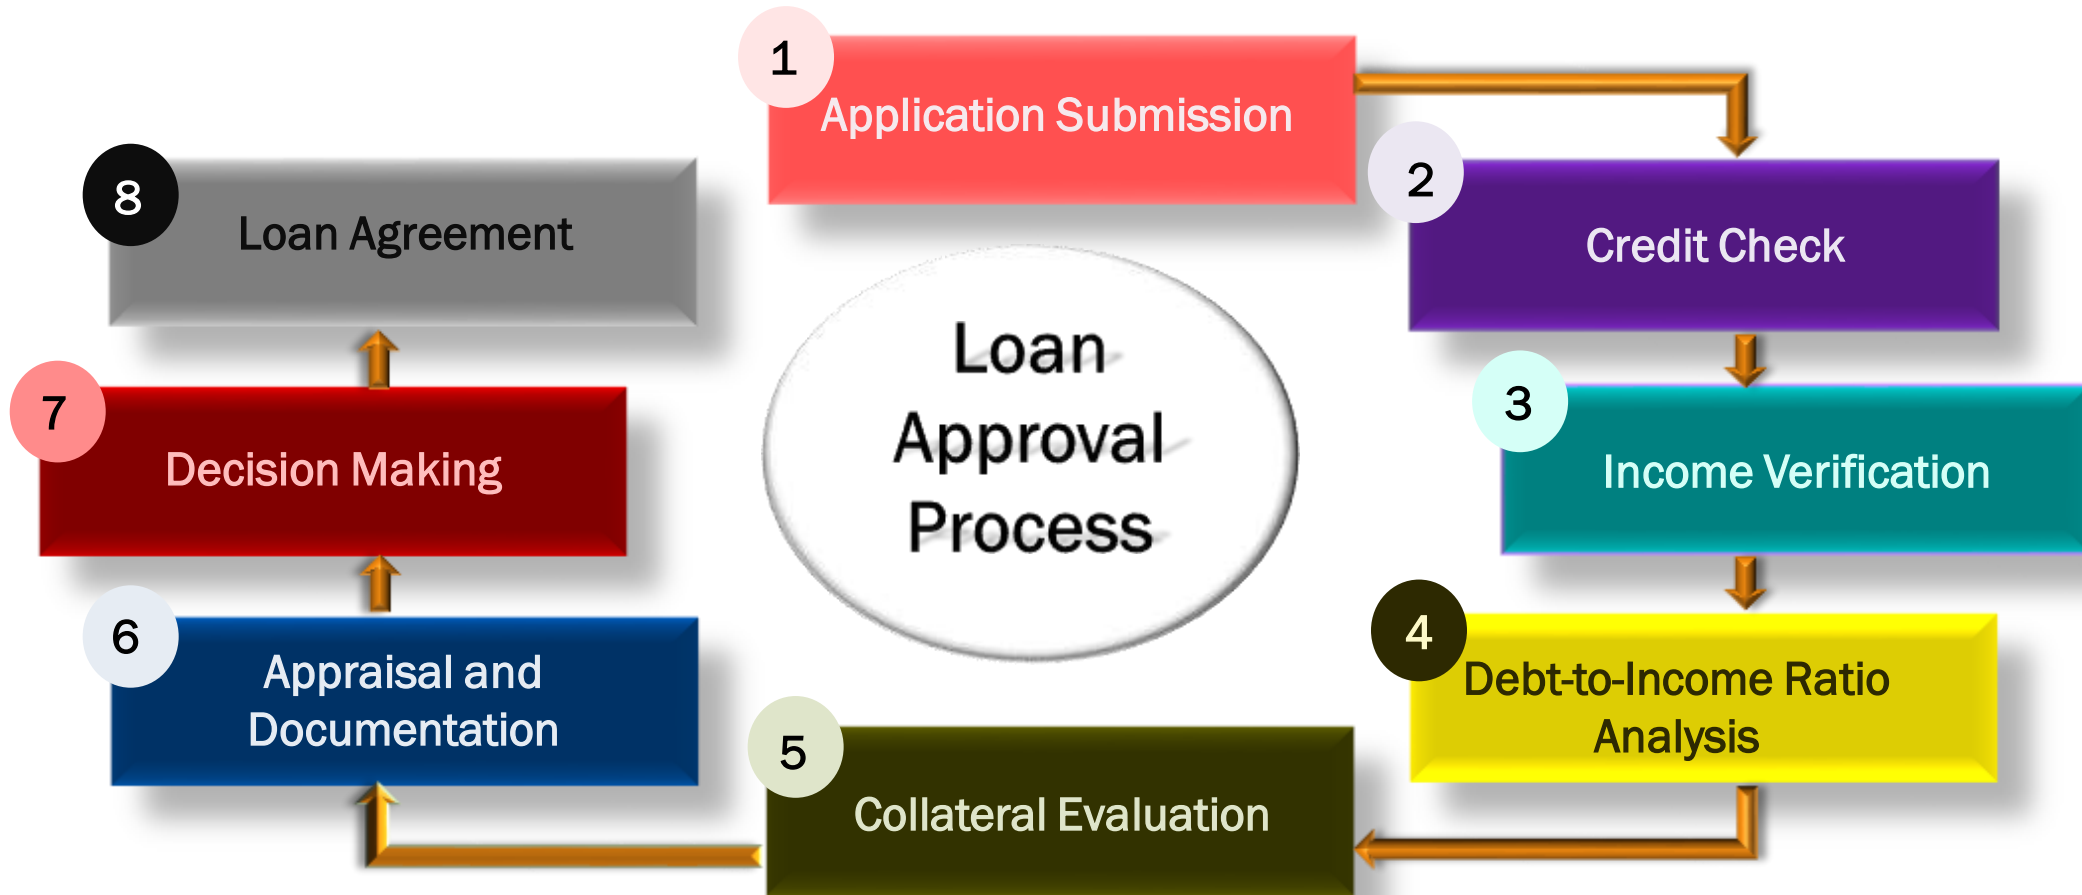 1
Application Submission
2
Credit Check
3
Income Verification
4
Debt-to-Income Ratio
Analysis
5
Collateral Evaluation
6
Appraisal and
Documentation
7
Decision Making
8
Loan Agreement
Loan
Approval
Process